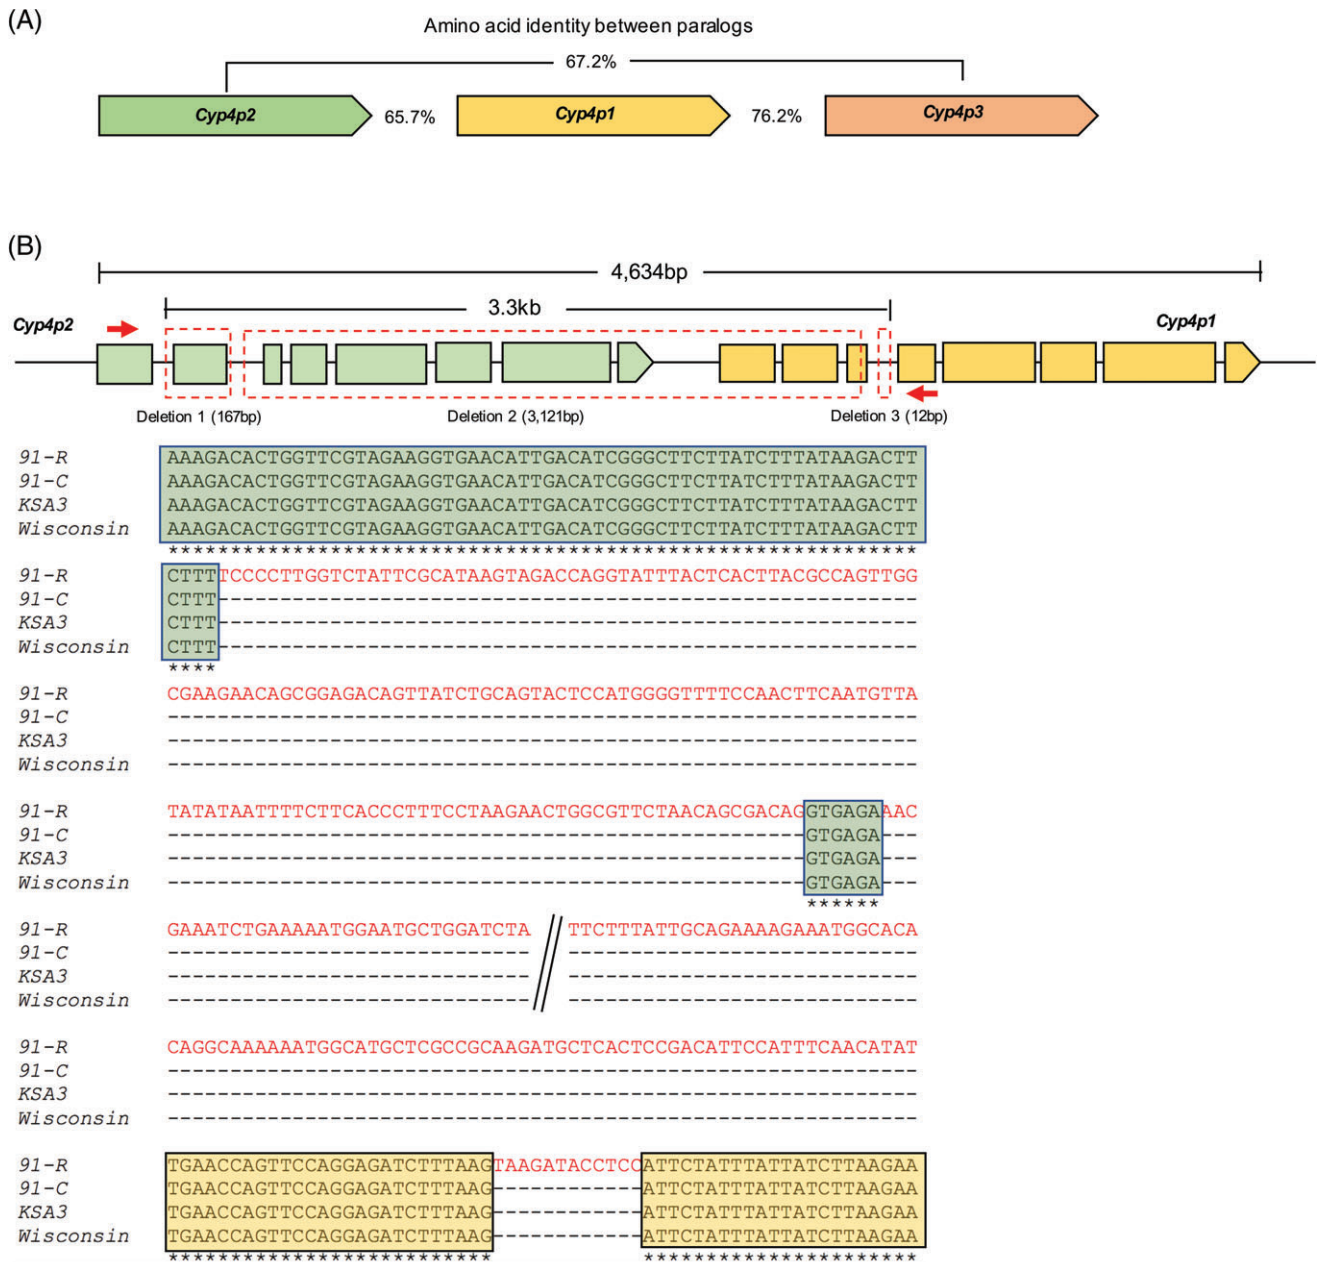 (A)
Amino acid identity between paralogs
67.2%
Cyp4p2 65.7% Cyp4p1 76.2% Cyp4p3
(B)
4,634bp
3.3kb
Cyp4p2 Cyp4p1
Deletion 1 (167bp) Deletion 2 (3,121bp) Deletion 3 (12bp)
91-R AAAGACACTGGTTCGTAGAAGGTGAACATTGACATCGGGCTTCTTATCTTTATAAGACTT
91-C AAAGACACTGGTTCGTAGAAGGTGAACATTGACATCGGGCTTCTTATCTTTATAAGACTT
KSA3 AAAGACACTGGTTCGTAGAAGGTGAACATTGACATCGGGCTTCTTATCTTTATAAGACTT
Wisconsin AAAGACACTGGTTCGTAGAAGGTGAACATTGACATCGGGCTTCTTATCTTTATAAGACTT
************************************************************
91-R CTTTTCCCCTTGGTCTATTCGCATAAGTAGACCAGGTATTTACTCACTTACGCCAGTTGG
91-C CTTT--------------------------------------------------------
KSA3 CTTT--------------------------------------------------------
Wisconsin CTTT--------------------------------------------------------
****
91-R CGAAGAACAGCGGAGACAGTTATCTGCAGTACTCCATGGGGTTTTCCAACTTCAATGTTA
91-C ------------------------------------------------------------
KSA3 ------------------------------------------------------------
Wisconsin ------------------------------------------------------------
91-R TATATAATTTTCTTCACCCTTTCCTAAGAACTGGCGTTCTAACAGCGACAGGTGAGAAAC
91-C ---------------------------------------------------GTGAGA---
KSA3 ---------------------------------------------------GTGAGA---
Wisconsin ---------------------------------------------------GTGAGA---
******
91-R GAAATCTGAAAAATGGAATGCTGGATCTA // TTCTTTATTGCAGAAAAGAAATGGCACA
91-C ----------------------------- ----------------------------
KSA3 ----------------------------- ----------------------------
Wisconsin ----------------------------- ----------------------------
91-R CAGGCAAAAAATGGCATGCTCGCCGCAAGATGCTCACTCCGACATTCCATTTCAACATAT
91-C ------------------------------------------------------------
KSA3 ------------------------------------------------------------
Wisconsin ------------------------------------------------------------
91-R TGAACCAGTTCCAGGAGATCTTTAAGTAAGATACCTCCATTCTATTTATTATCTTAAGAA
91-C TGAACCAGTTCCAGGAGATCTTTAAG------------ATTCTATTTATTATCTTAAGAA
KSA3 TGAACCAGTTCCAGGAGATCTTTAAG------------ATTCTATTTATTATCTTAAGAA
Wisconsin TGAACCAGTTCCAGGAGATCTTTAAG------------ATTCTATTTATTATCTTAAGAA
************************** **********************